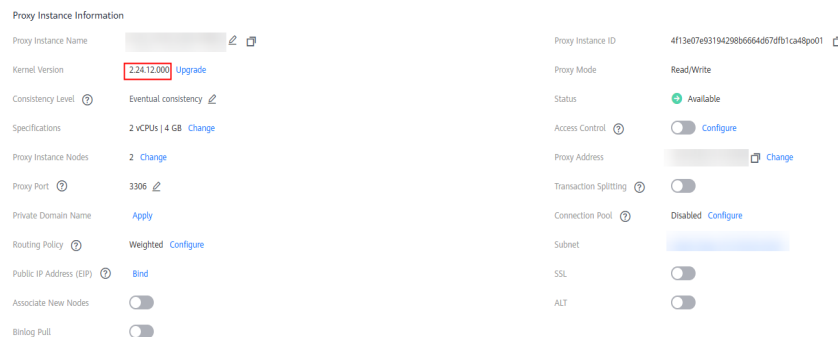 Proxy Instance Information
Proxy Instance Name
Proxy Instance ID 4f13e07e93194298b6664d67dfb1ca48po01
Kernel Version 2.24.12.000 Upgrade
Proxy Mode Read/Write
Consistency Level ? Eventual consistency
Status Available
Specifications 2 vCPUs | 4 GB Change
Access Control ? Configure
Proxy Instance Nodes 2 Change
Proxy Address Change
Proxy Port ? 3306
Transaction Splitting ?
Private Domain Name Apply
Connection Pool ? Disabled Configure
Routing Policy ? Weighted Configure
Subnet
Public IP Address (EIP) ? Bind
SSL
Associate New Nodes
ALT
Binlog Pull